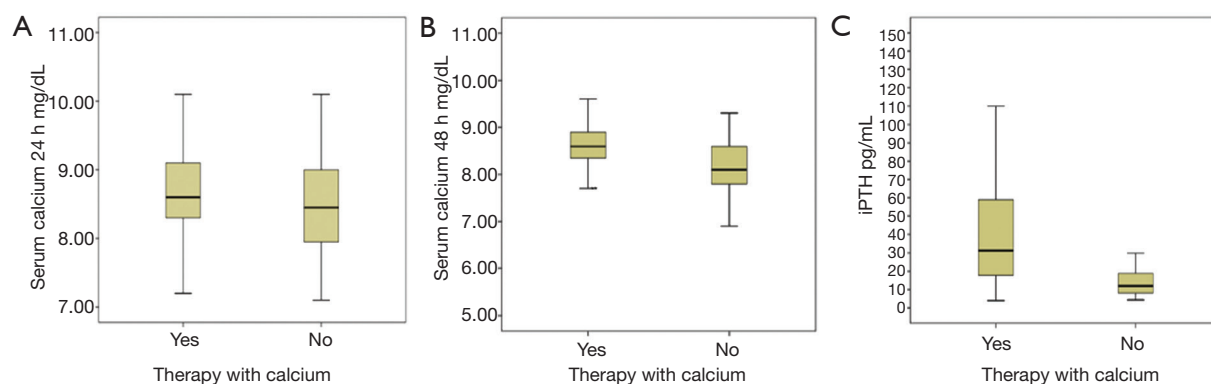 A
Serum calcium 24 h mg/dL
11.00
10.00
9.00
8.00
7.00
Yes No
Therapy with calcium
B
Serum calcium 48 h mg/dL
11.00
10.00
9.00
8.00
7.00
6.00
5.00
Yes No
Therapy with calcium
C
iPTH pg/mL
150
140
130
120
110
100
90
80
70
60
50
40
30
20
10
0
Yes No
Therapy with calcium